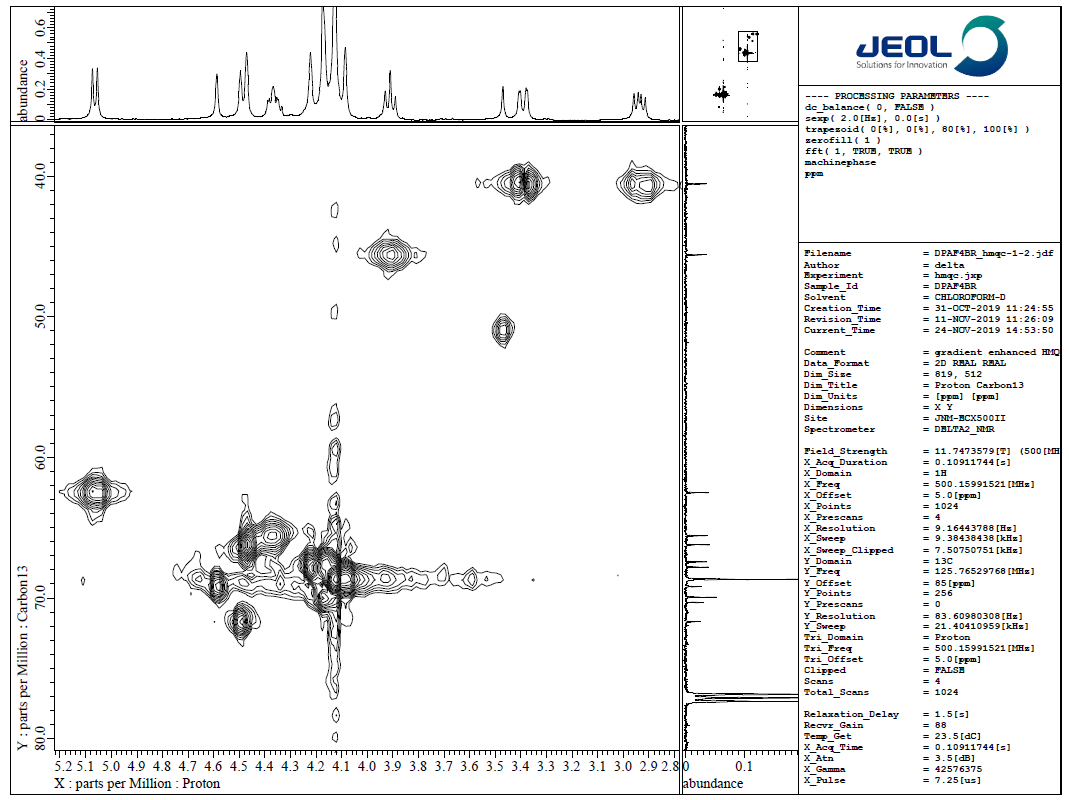 JEOL
Solutions for Innovation
---- PROCESSING PARAMETERS ----
dc_balance( 0, FALSE )
sexp( 2.0[Hz], 0.0[s] )
trapezoid( 0[%], 0[%], 80[%], 100[%] )
zerofill( 1 )
fft( 1, TRUE, TRUE )
machinephase
ppm
Filename = DPAF4BR_hmqc-1-2.jdf
Author = delta
Experiment = hmqc.jxp
Sample_Id = DPAF4BR
Solvent = CHLOROFORM-D
Creation_Time = 31-OCT-2019 11:24:55
Revision_Time = 11-NOV-2019 11:26:09
Current_Time = 24-NOV-2019 14:53:50
Comment = gradient enhanced HMQ
Data_Format = 2D REAL REAL
Dim_Size = 819, 512
Dim_Title = Proton Carbon13
Dim_Units = [ppm] [ppm]
Dimensions = X Y
Site = JNM-ECX500II
Spectrometer = DELTA2_NMR
Field_Strength = 11.7473579[T] (500[MH
X_Acq_Duration = 0.10911744[s]
X_Domain = 1H
X_Freq = 500.15991521[MHz]
X_Offset = 5.0[ppm]
X_Points = 1024
X_Prescans = 4
X_Resolution = 9.16443788[Hz]
X_Sweep = 9.38438438[kHz]
X_Sweep_Clipped = 7.50750751[kHz]
Y_Domain = 13C
Y_Freq = 125.76529768[MHz]
Y_Offset = 85[ppm]
Y_Points = 256
Y_Prescans = 0
Y_Resolution = 83.60980308[Hz]
Y_Sweep = 21.40410959[kHz]
Tri_Domain = Proton
Tri_Freq = 500.15991521[MHz]
Tri_Offset = 5.0[ppm]
Clipped = FALSE
Scans = 4
Total_Scans = 1024
Relaxation_Delay = 1.5[s]
Recvr_Gain = 88
Temp_Get = 23.5[dC]
X_Acq_Time = 0.10911744[s]
X_Atn = 3.5[dB]
X_Gamma = 42576375
X_Pulse = 7.25[us]
abundance
0 0.2 0.4 0.6
Y : parts per Million : Carbon13
40.0 50.0 60.0 70.0 80.0
5.2 5.1 5.0 4.9 4.8 4.7 4.6 4.5 4.4 4.3 4.2 4.1 4.0 3.9 3.8 3.7 3.6 3.5 3.4 3.3 3.2 3.1 3.0 2.9 2.8
X : parts per Million : Proton
0 0.1
abundance